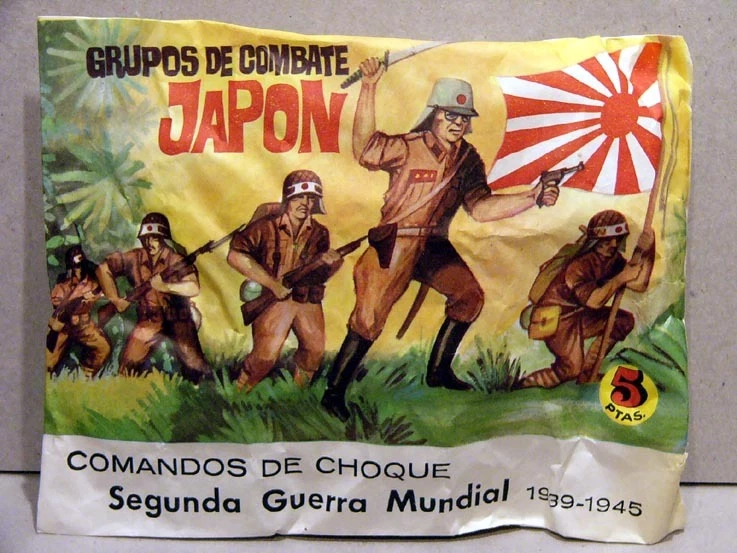 GRUPOS DE COMBATE
JAPON
5
PTAS.
COMANDOS DE CHOQUE
Segunda Guerra Mundial 1939-1945